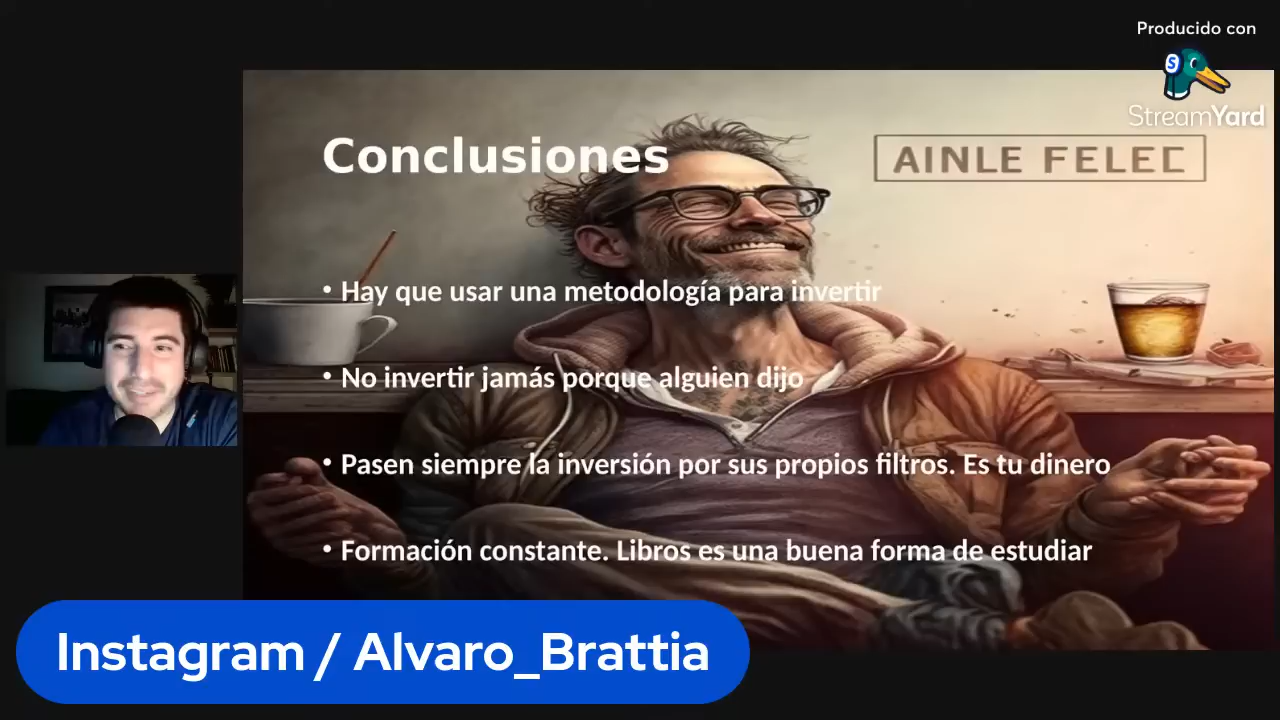 Producido con
StreamYard
Conclusiones
AINLE FELEC
• Hay que usar una metodología para invertir
• No invertir jamás porque alguien dijo
• Pasen siempre la inversión por sus propios filtros. Es tu dinero
• Formación constante. Libros es una buena forma de estudiar
Instagram / Alvaro_Brattia